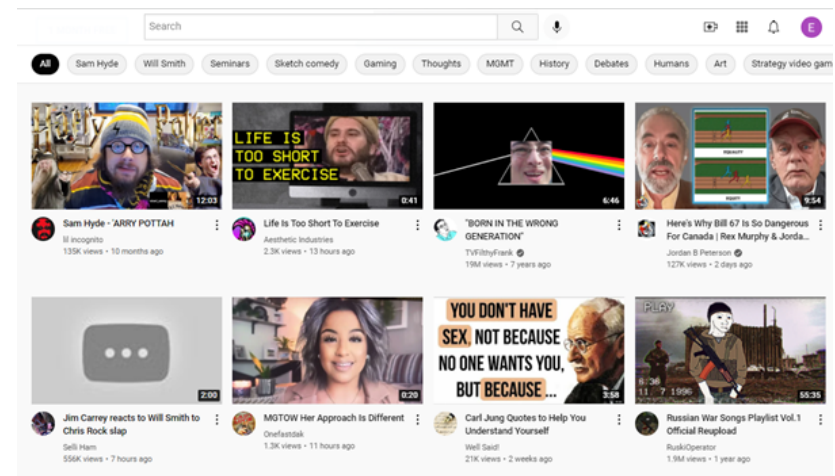 Search
E
All
Sam Hyde
Will Smith
Seminars
Sketch comedy
Gaming
Thoughts
MGMT
History
Debates
Humans
Art
Strategy video gam
12:03
LIFE IS
TOO SHORT
TO EXERCISE
0:41
6:46
EQUALITY
EQUITY
9:54
Sam Hyde - 'ARRY POTTAH
lil incognito
135K views • 10 months ago
Life Is Too Short To Exercise
Aesthetic Industries
2.3K views • 13 hours ago
"BORN IN THE WRONG
GENERATION"
TVFilthyFrank
19M views • 7 years ago
Here's Why Bill 67 Is So Dangerous
For Canada | Rex Murphy & Jorda...
Jordan B Peterson
127K views • 2 days ago
2:00
0:20
YOU DON'T HAVE
SEX, NOT BECAUSE
NO ONE WANTS YOU,
BUT BECAUSE ...
3:58
PLAY
6:36
11 7 1996
55:35
Jim Carrey reacts to Will Smith to
Chris Rock slap
Selli Ham
556K views • 7 hours ago
MGTOW Her Approach Is Different
Onefastdak
1.3K views • 11 hours ago
Carl Jung Quotes to Help You
Understand Yourself
Well Said!
21K views • 2 weeks ago
Russian War Songs Playlist Vol.1
Official Reupload
RuskiOperator
1.9M views • 1 year ago